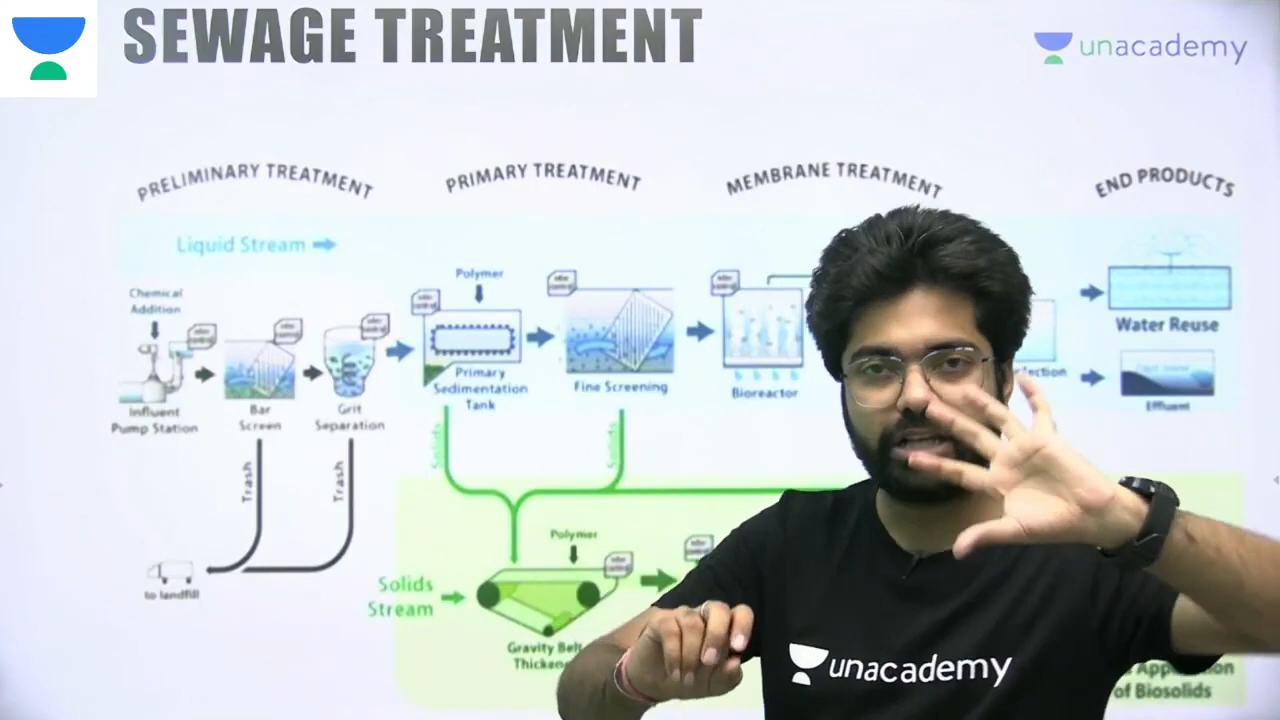 SEWAGE TREATMENT
unacademy
PRELIMINARY TREATMENT
PRIMARY TREATMENT
MEMBRANE TREATMENT
END PRODUCTS
Liquid Stream
Chemical
Addition
Polymer
Influent
Pump Station
Bar
Screen
Grit
Separation
Primary
Sedimentation
Tank
Fine Screening
Bioreactor
Water Reuse
Effluent
Trash
Trash
Solids
Solids
to landfill
Solids
Stream
Polymer
Gravity Belt
of Biosolids
unacademy